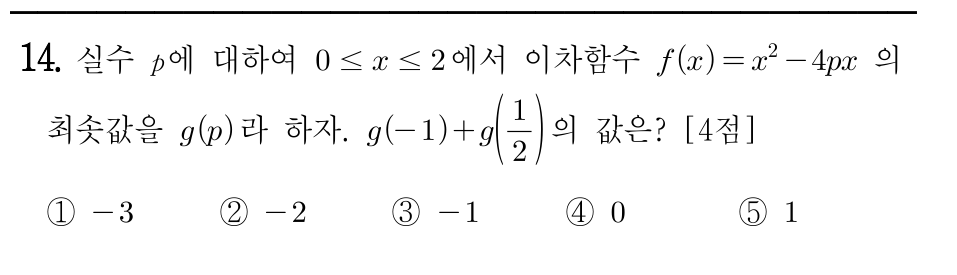 14. 실수 p에 대하여 0 ≤ x ≤ 2에서 이차함수 f(x) = x² − 4px 의
최솟값을 g(p)라 하자. g(−1) + g(1/2)의 값은? [4점]
① −3 ② −2 ③ −1 ④ 0 ⑤ 1